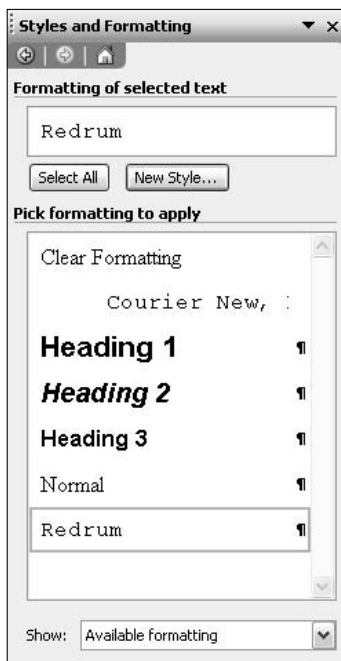 Styles and Formatting
Formatting of selected text
Redrum
Select All New Style...
Pick formatting to apply
Clear Formatting
Courier New,
Heading 1 ¶
Heading 2 ¶
Heading 3 ¶
Normal ¶
Redrum ¶
Show: Available formatting